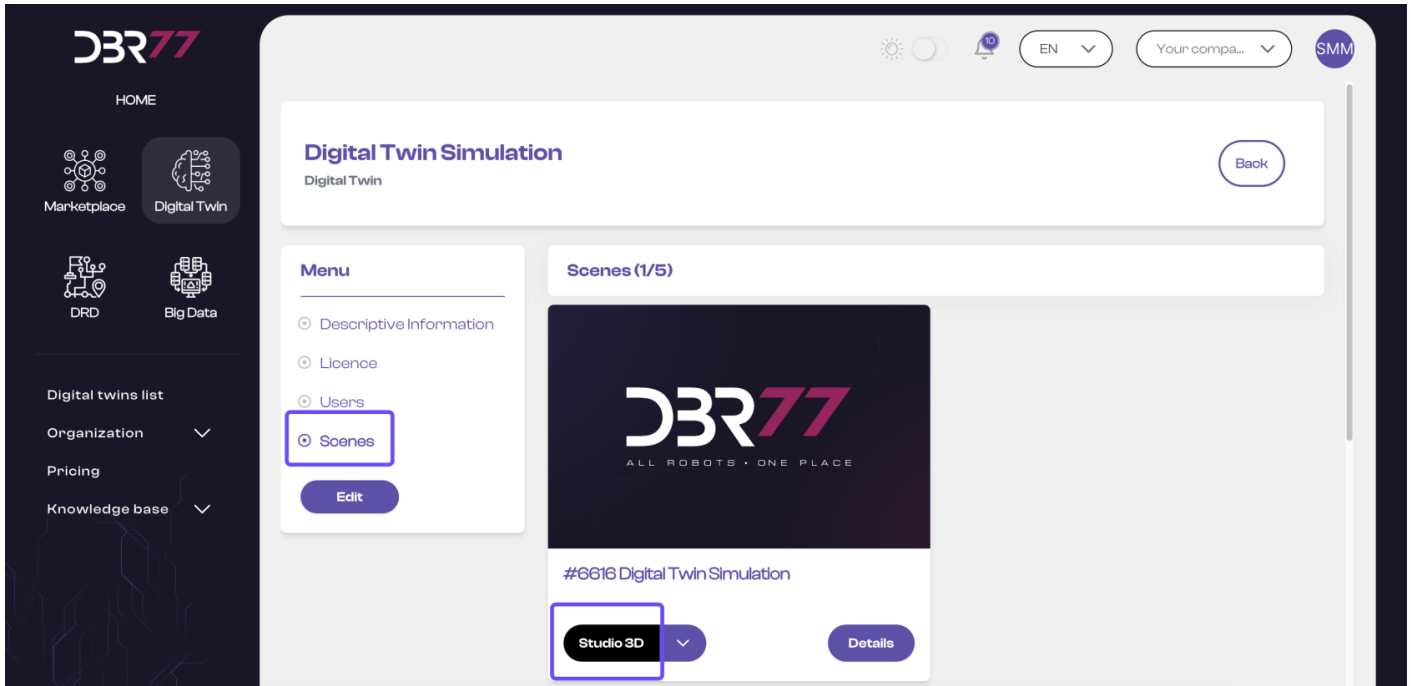 DBR77
HOME
Marketplace
Digital Twin
DRD
Big Data
Digital twins list
Organization
Pricing
Knowledge base
10
EN
Your compa...
SMM
Digital Twin Simulation
Digital Twin
Back
Menu
Descriptive Information
Licence
Users
Scenes
Edit
Scenes (1/5)
DBR77
ALL ROBOTS • ONE PLACE
#6616 Digital Twin Simulation
Studio 3D
Details